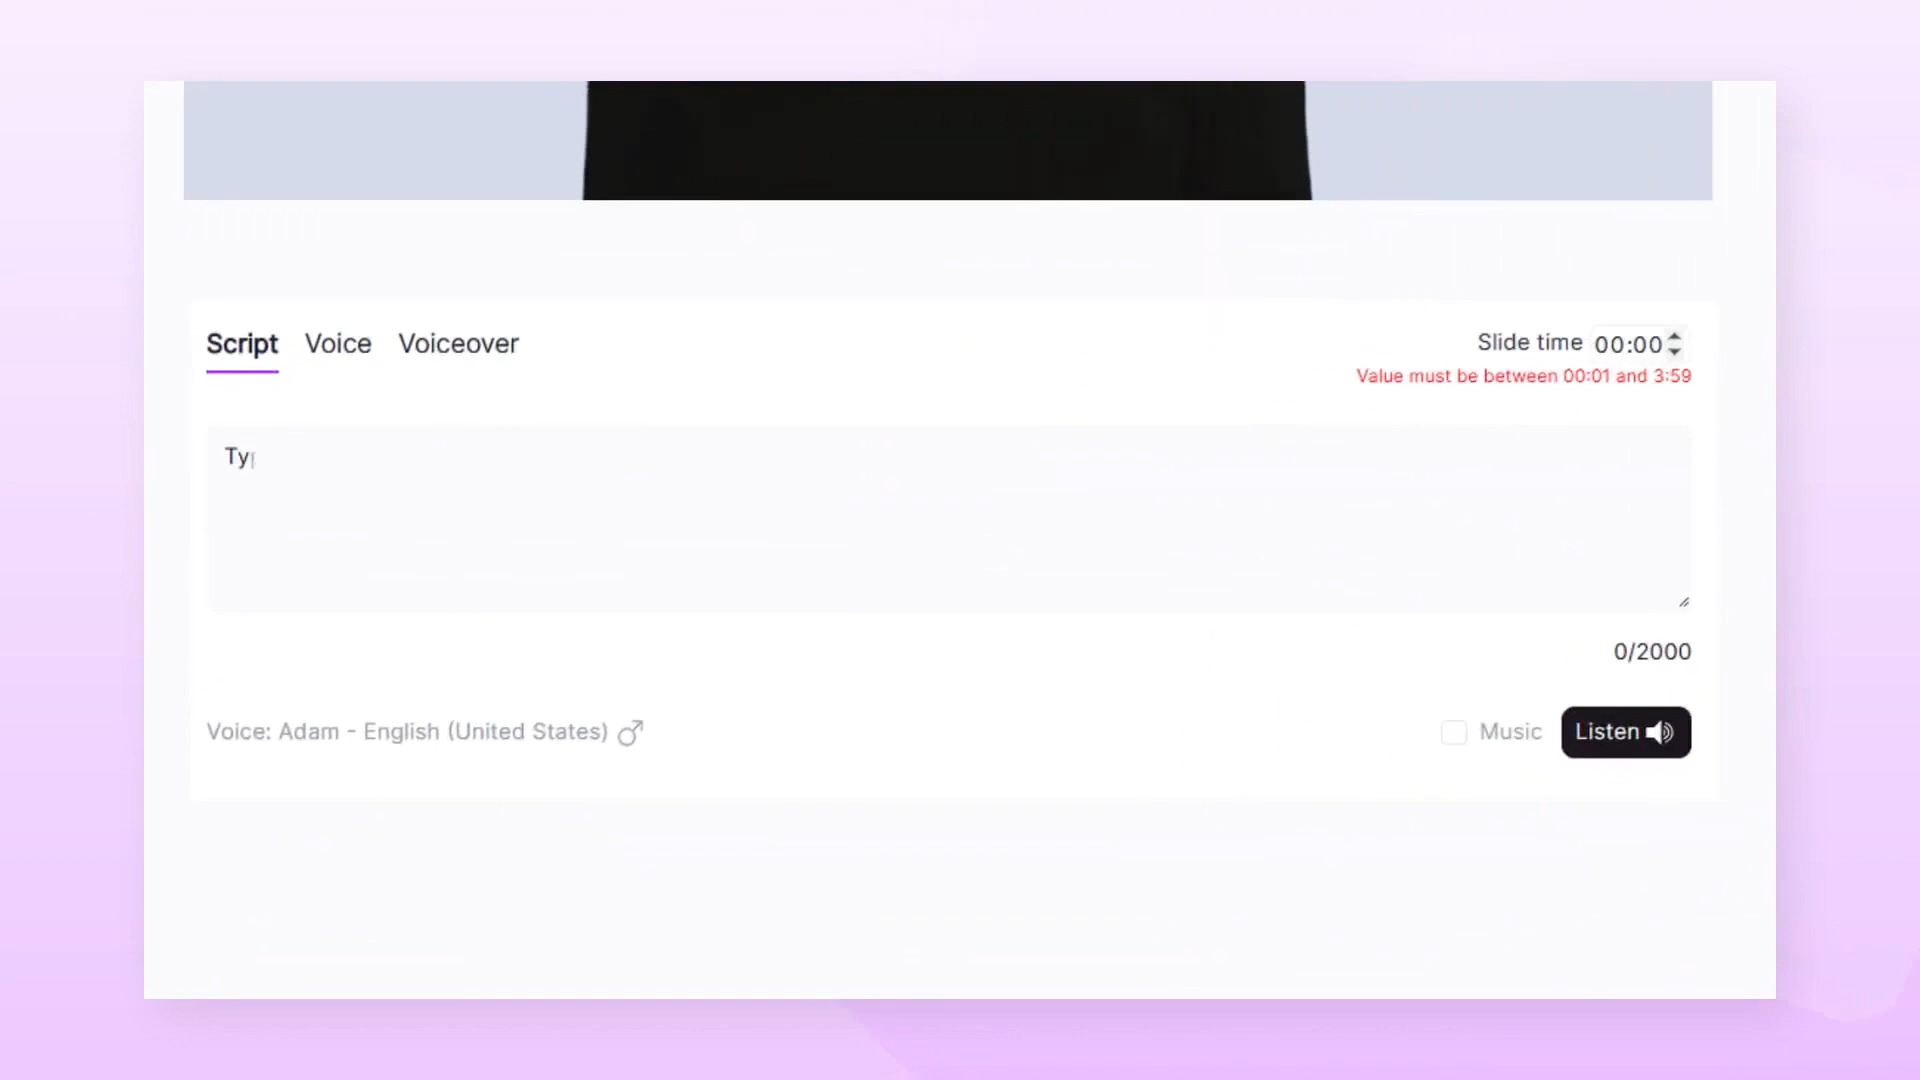 Script Voice Voiceover
Slide time 00:00
Value must be between 00:01 and 3:59
Ty
0/2000
Voice: Adam - English (United States)
Music
Listen